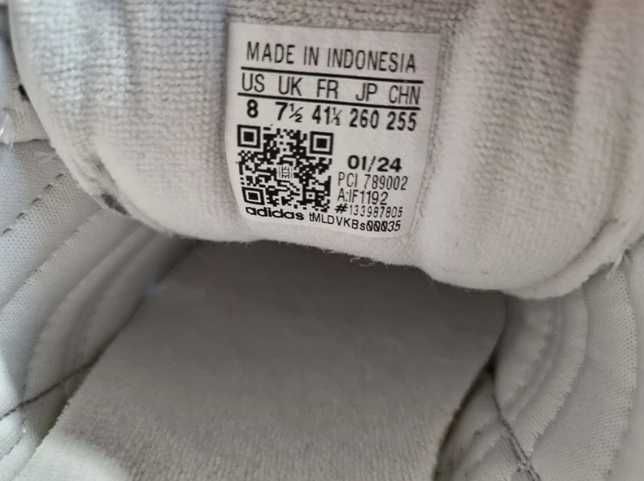 MADE IN INDONESIA
US UK FR JP CHN
8 7½ 41⅓ 260 255
01/24
PCI 789002
A:IF1192
#133987805
adidas tMLDVKBs00035